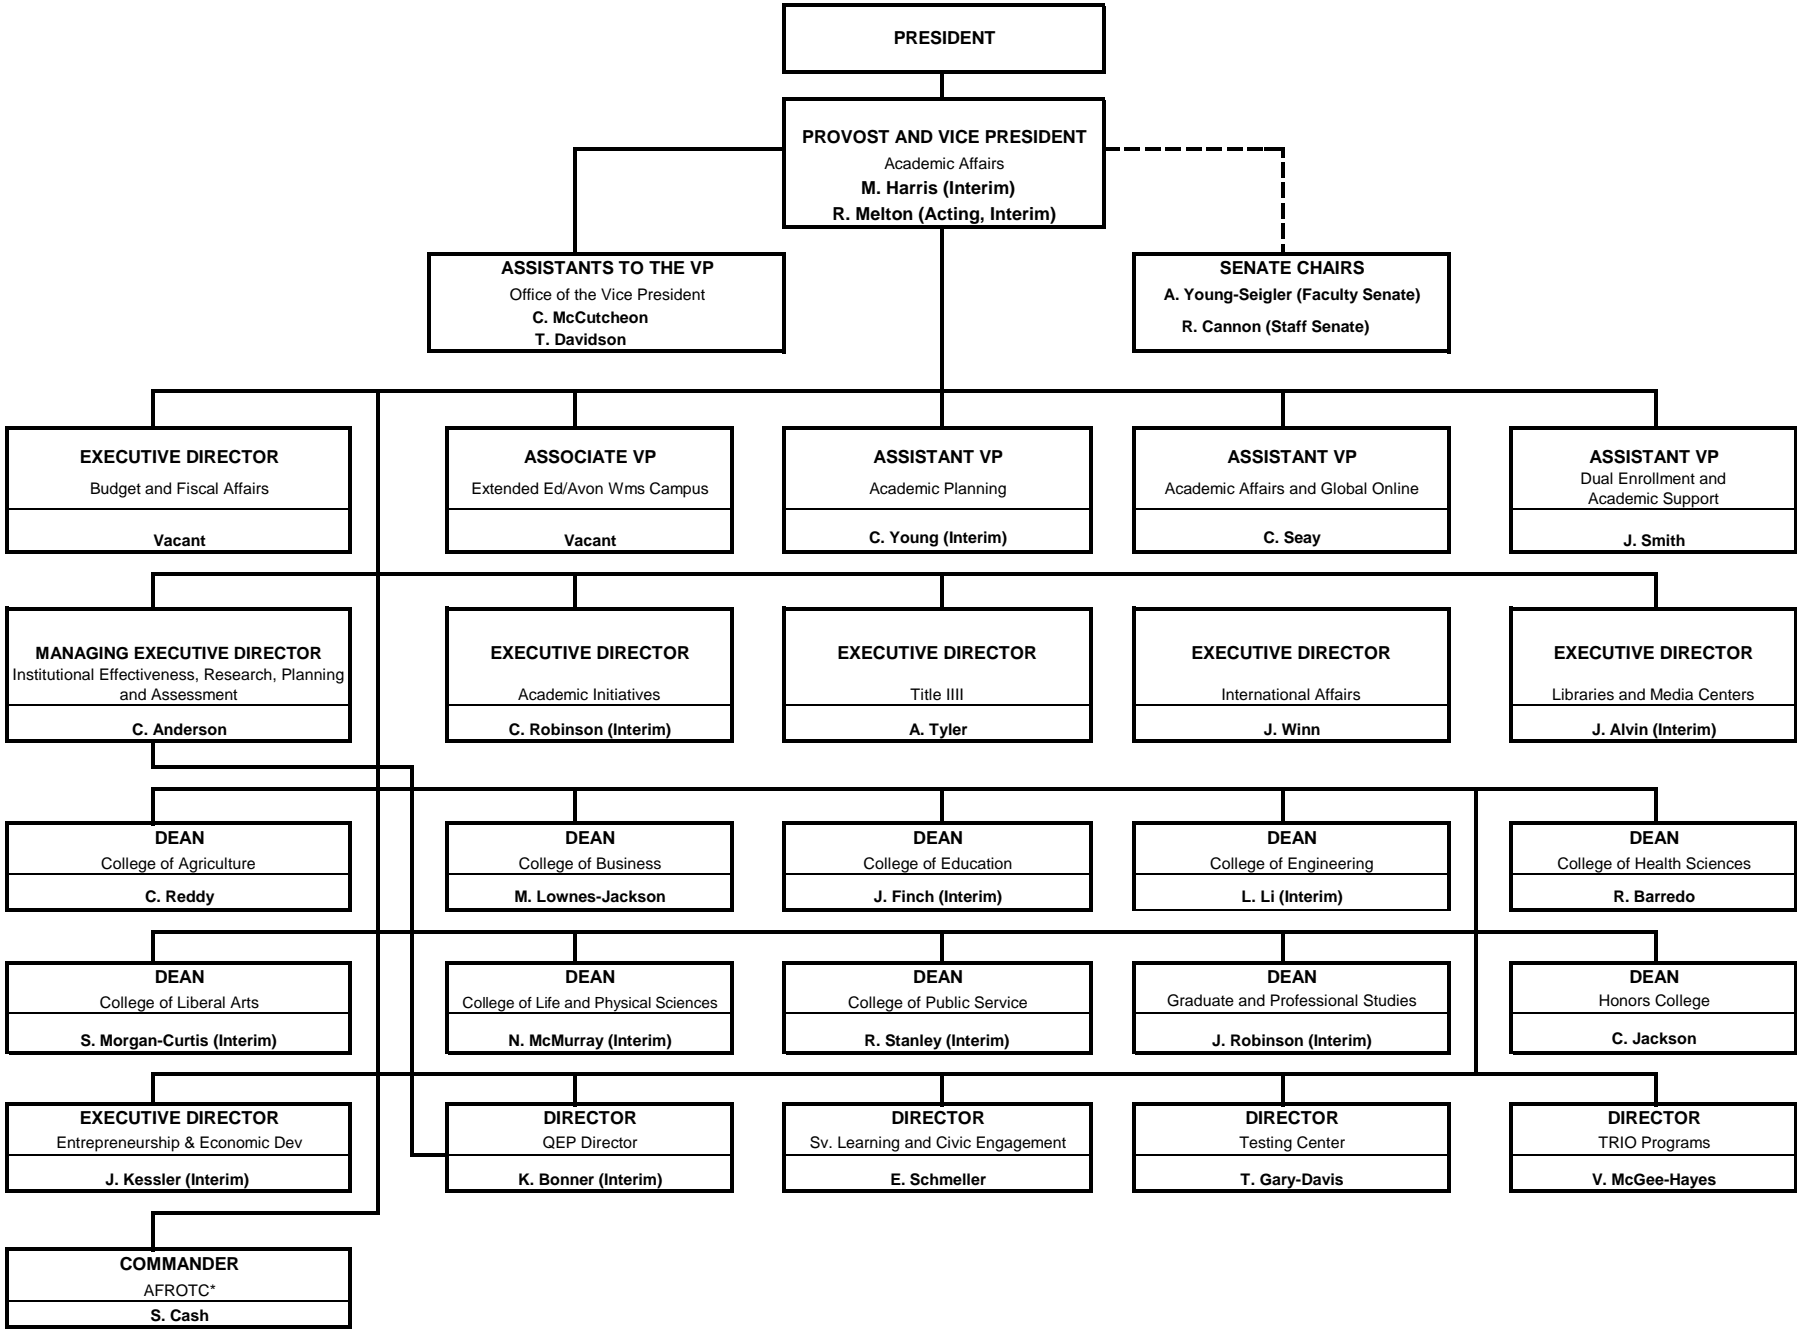 PRESIDENT
PROVOST AND VICE PRESIDENT
Academic Affairs
M. Harris (Interim)
R. Melton (Acting, Interim)
ASSISTANTS TO THE VP
Office of the Vice President
C. McCutcheon
T. Davidson
SENATE CHAIRS
A. Young-Seigler (Faculty Senate)
R. Cannon (Staff Senate)
EXECUTIVE DIRECTOR
Budget and Fiscal Affairs
Vacant
ASSOCIATE VP
Extended Ed/Avon Wms Campus
Vacant
ASSISTANT VP
Academic Planning
C. Young (Interim)
ASSISTANT VP
Academic Affairs and Global Online
C. Seay
ASSISTANT VP
Dual Enrollment and
Academic Support
J. Smith
MANAGING EXECUTIVE DIRECTOR
Institutional Effectiveness, Research, Planning
and Assessment
C. Anderson
EXECUTIVE DIRECTOR
Academic Initiatives
C. Robinson (Interim)
EXECUTIVE DIRECTOR
Title IIII
A. Tyler
EXECUTIVE DIRECTOR
International Affairs
J. Winn
EXECUTIVE DIRECTOR
Libraries and Media Centers
J. Alvin (Interim)
DEAN
College of Agriculture
C. Reddy
DEAN
College of Business
M. Lownes-Jackson
DEAN
College of Education
J. Finch (Interim)
DEAN
College of Engineering
L. Li (Interim)
DEAN
College of Health Sciences
R. Barredo
DEAN
College of Liberal Arts
S. Morgan-Curtis (Interim)
DEAN
College of Life and Physical Sciences
N. McMurray (Interim)
DEAN
College of Public Service
R. Stanley (Interim)
DEAN
Graduate and Professional Studies
J. Robinson (Interim)
DEAN
Honors College
C. Jackson
EXECUTIVE DIRECTOR
Entrepreneurship & Economic Dev
J. Kessler (Interim)
DIRECTOR
QEP Director
K. Bonner (Interim)
DIRECTOR
Sv. Learning and Civic Engagement
E. Schmeller
DIRECTOR
Testing Center
T. Gary-Davis
DIRECTOR
TRIO Programs
V. McGee-Hayes
COMMANDER
AFROTC*
S. Cash